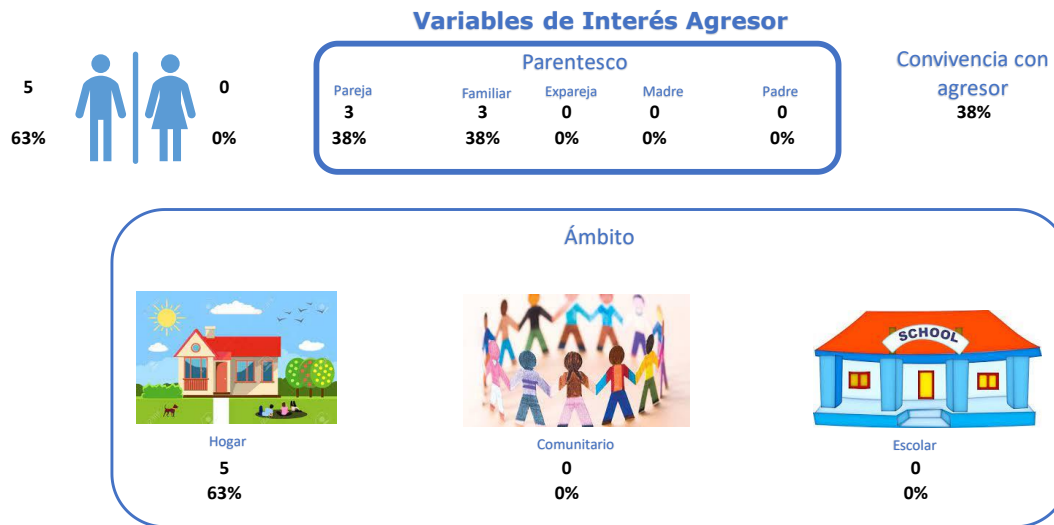 Variables de Interés Agresor
5
63%
0
0%
Parentesco
Pareja Familiar Expareja Madre Padre
3 3 0 0 0
38% 38% 0% 0% 0%
Convivencia con
agresor
38%
Ámbito
SCHOOL
Hogar Comunitario Escolar
5 0 0
63% 0% 0%